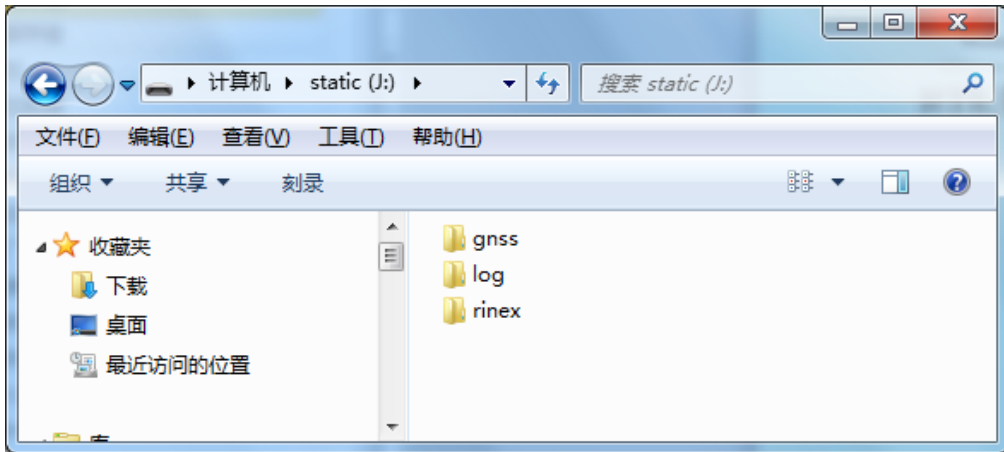 计算机 static (J:)
搜索 static (J:)
文件(F) 编辑(E) 查看(V) 工具(T) 帮助(H)
组织 共享 刻录
收藏夹
下载
桌面
最近访问的位置
库
gnss
log
rinex